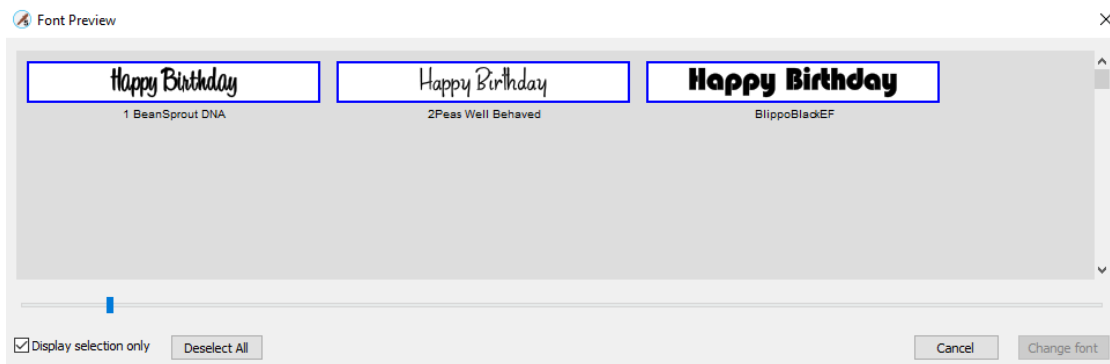 Font Preview
Happy Birthday Happy Birthday Happy Birthday
1 BeanSprout DNA 2Peas Well Behaved BlippoBlackEF
Display selection only Deselect All Cancel Change font